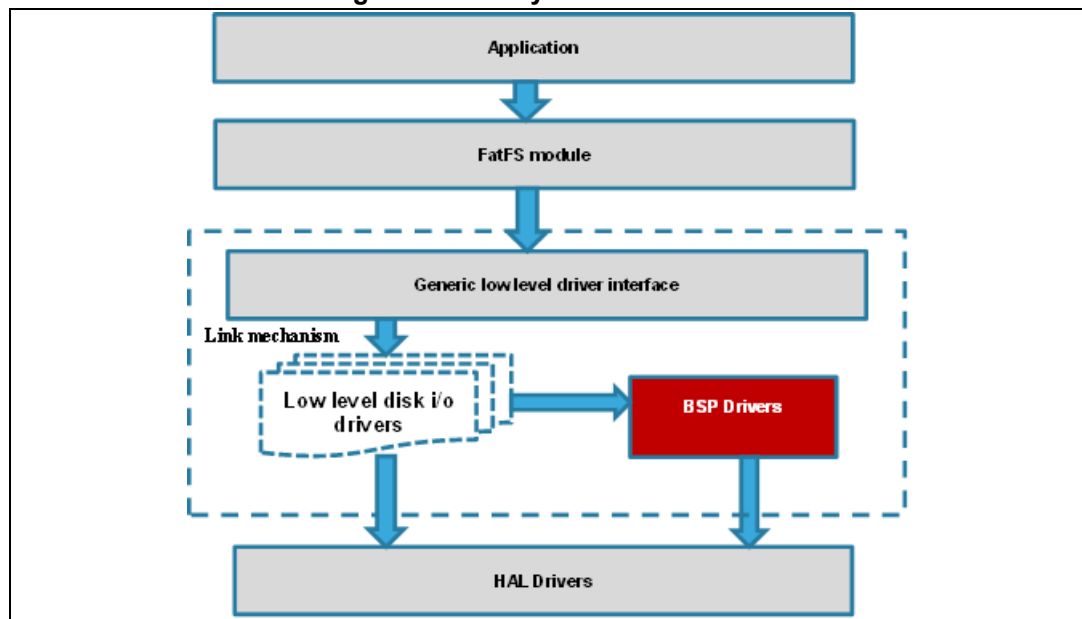 Application
FatFS module
Generic low level driver interface
Link mechanism
Low level disk i/o
drivers
BSP Drivers
HAL Drivers